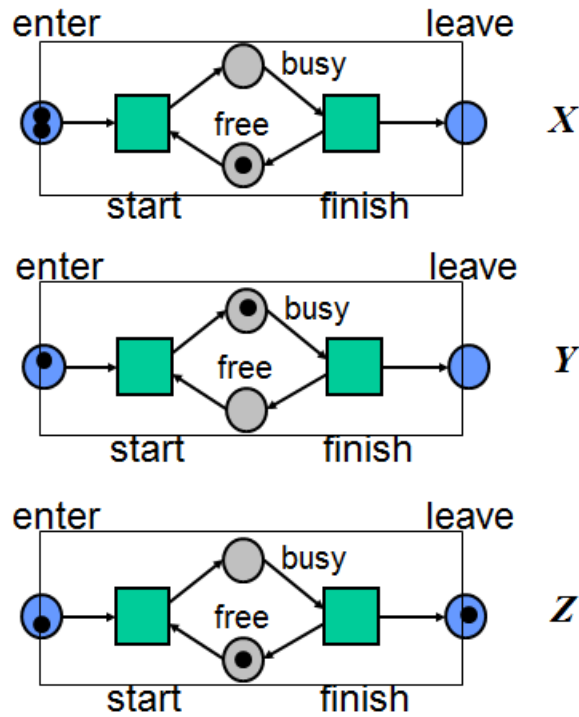 enter leave
busy
X
free
start finish
enter leave
busy
Y
free
start finish
enter leave
busy
Z
free
start finish